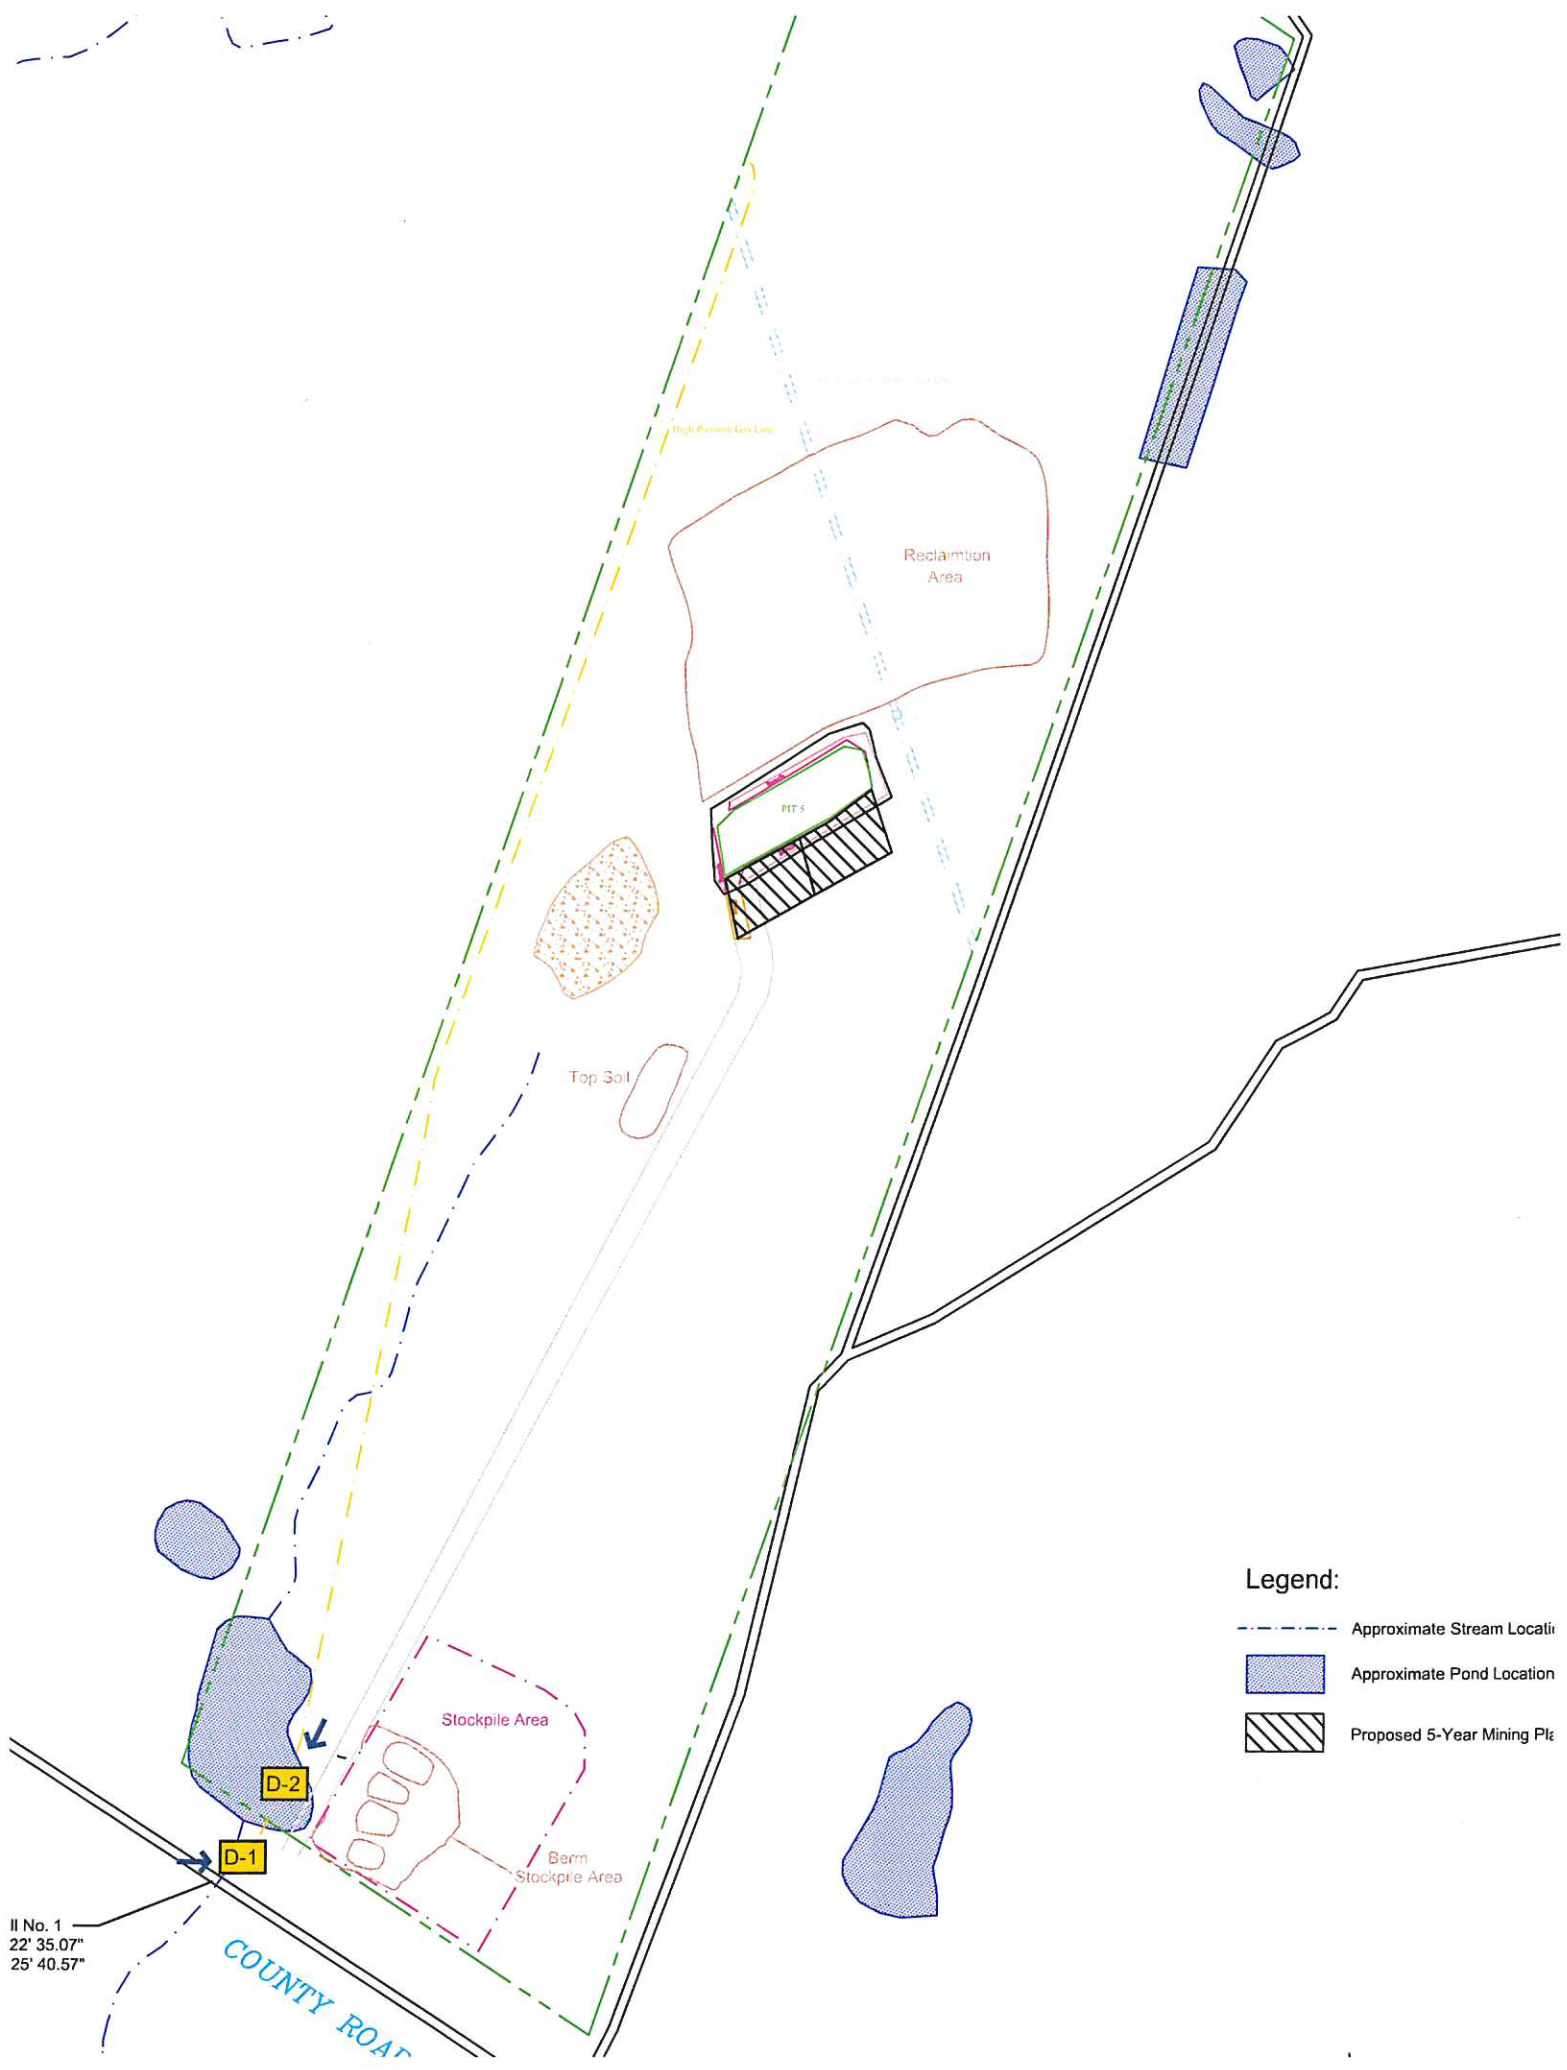 High Pressure Gas Line
Reclaimtion
Area
PIT 5
Top Soil
Legend:
Approximate Stream Locati
Approximate Pond Location
Proposed 5-Year Mining Pla
Stockpile Area
D-2
D-1
Berm
Stockpile Area
ll No. 1
22' 35.07"
25' 40.57"
COUNTY ROAD